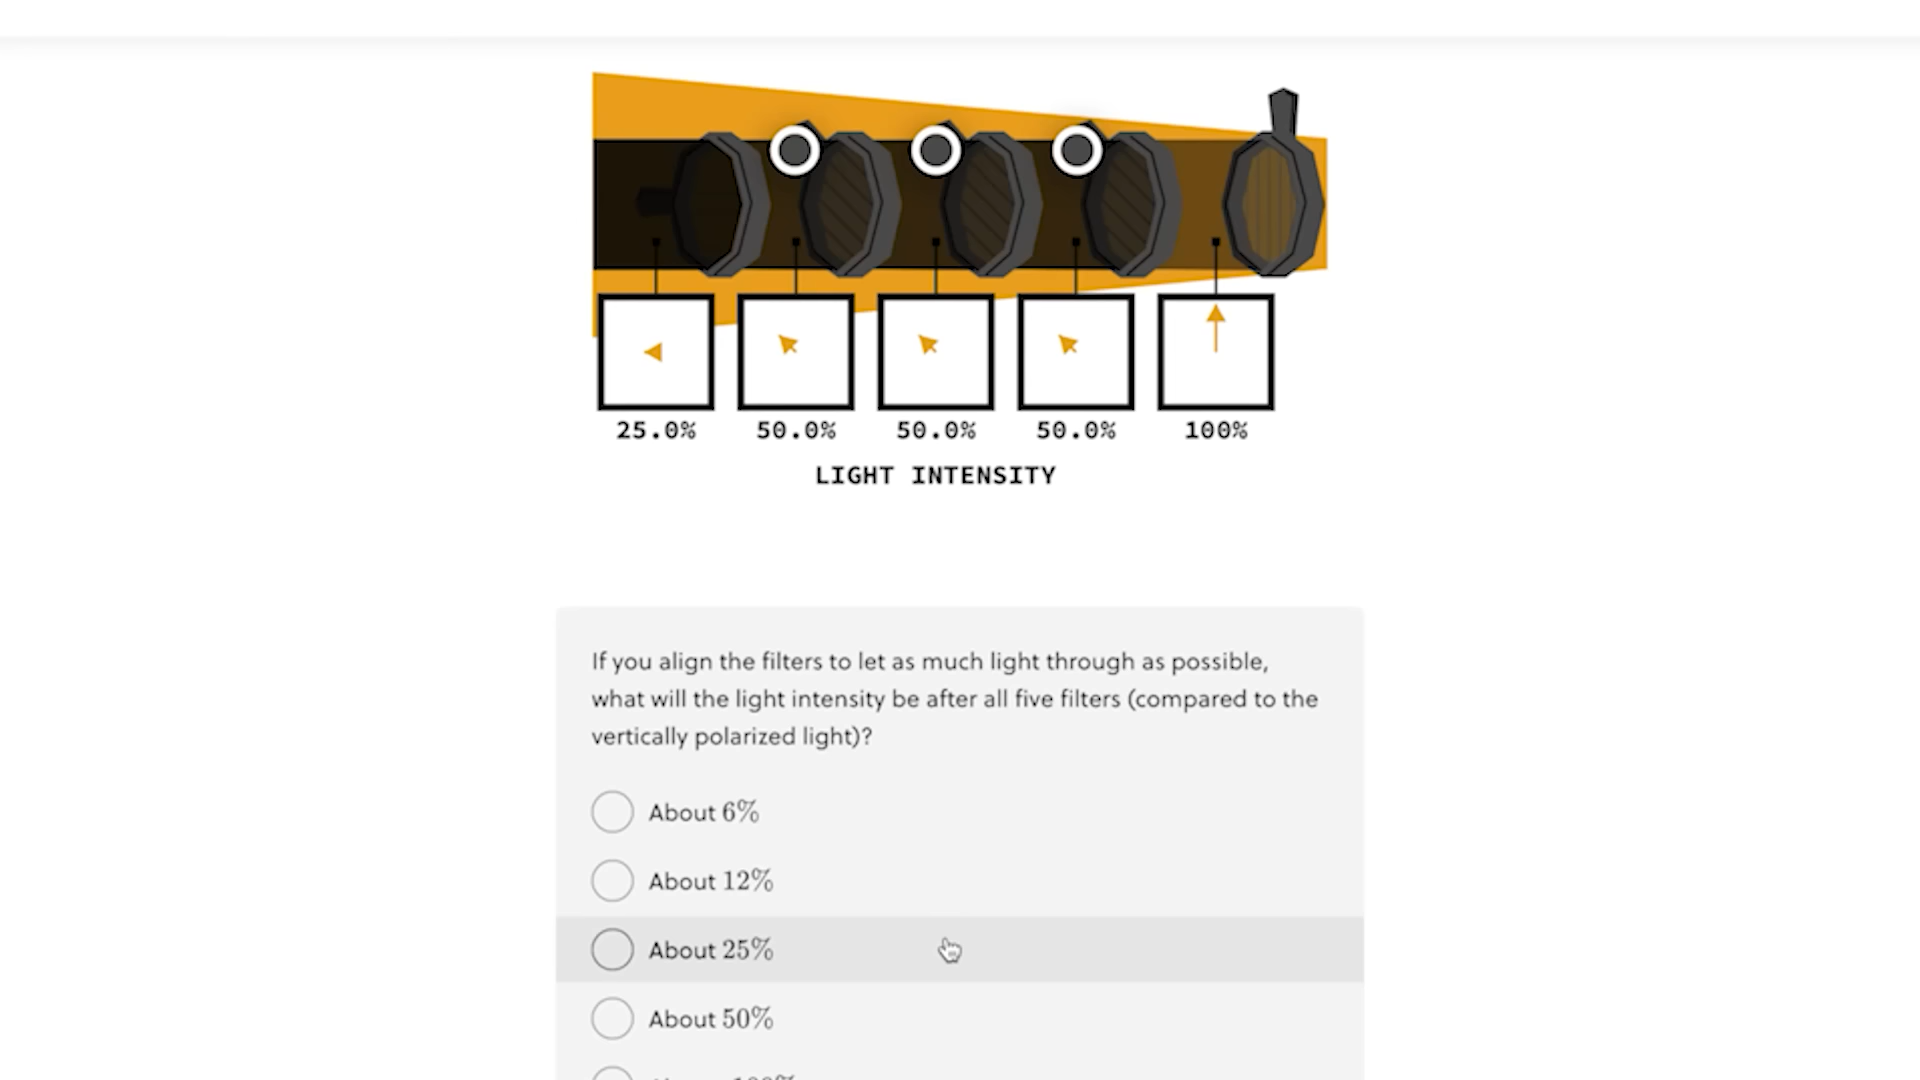 25.0% 50.0% 50.0% 50.0% 100%
LIGHT INTENSITY
If you align the filters to let as much light through as possible,
what will the light intensity be after all five filters (compared to the
vertically polarized light)?
About 6%
About 12%
About 25%
About 50%